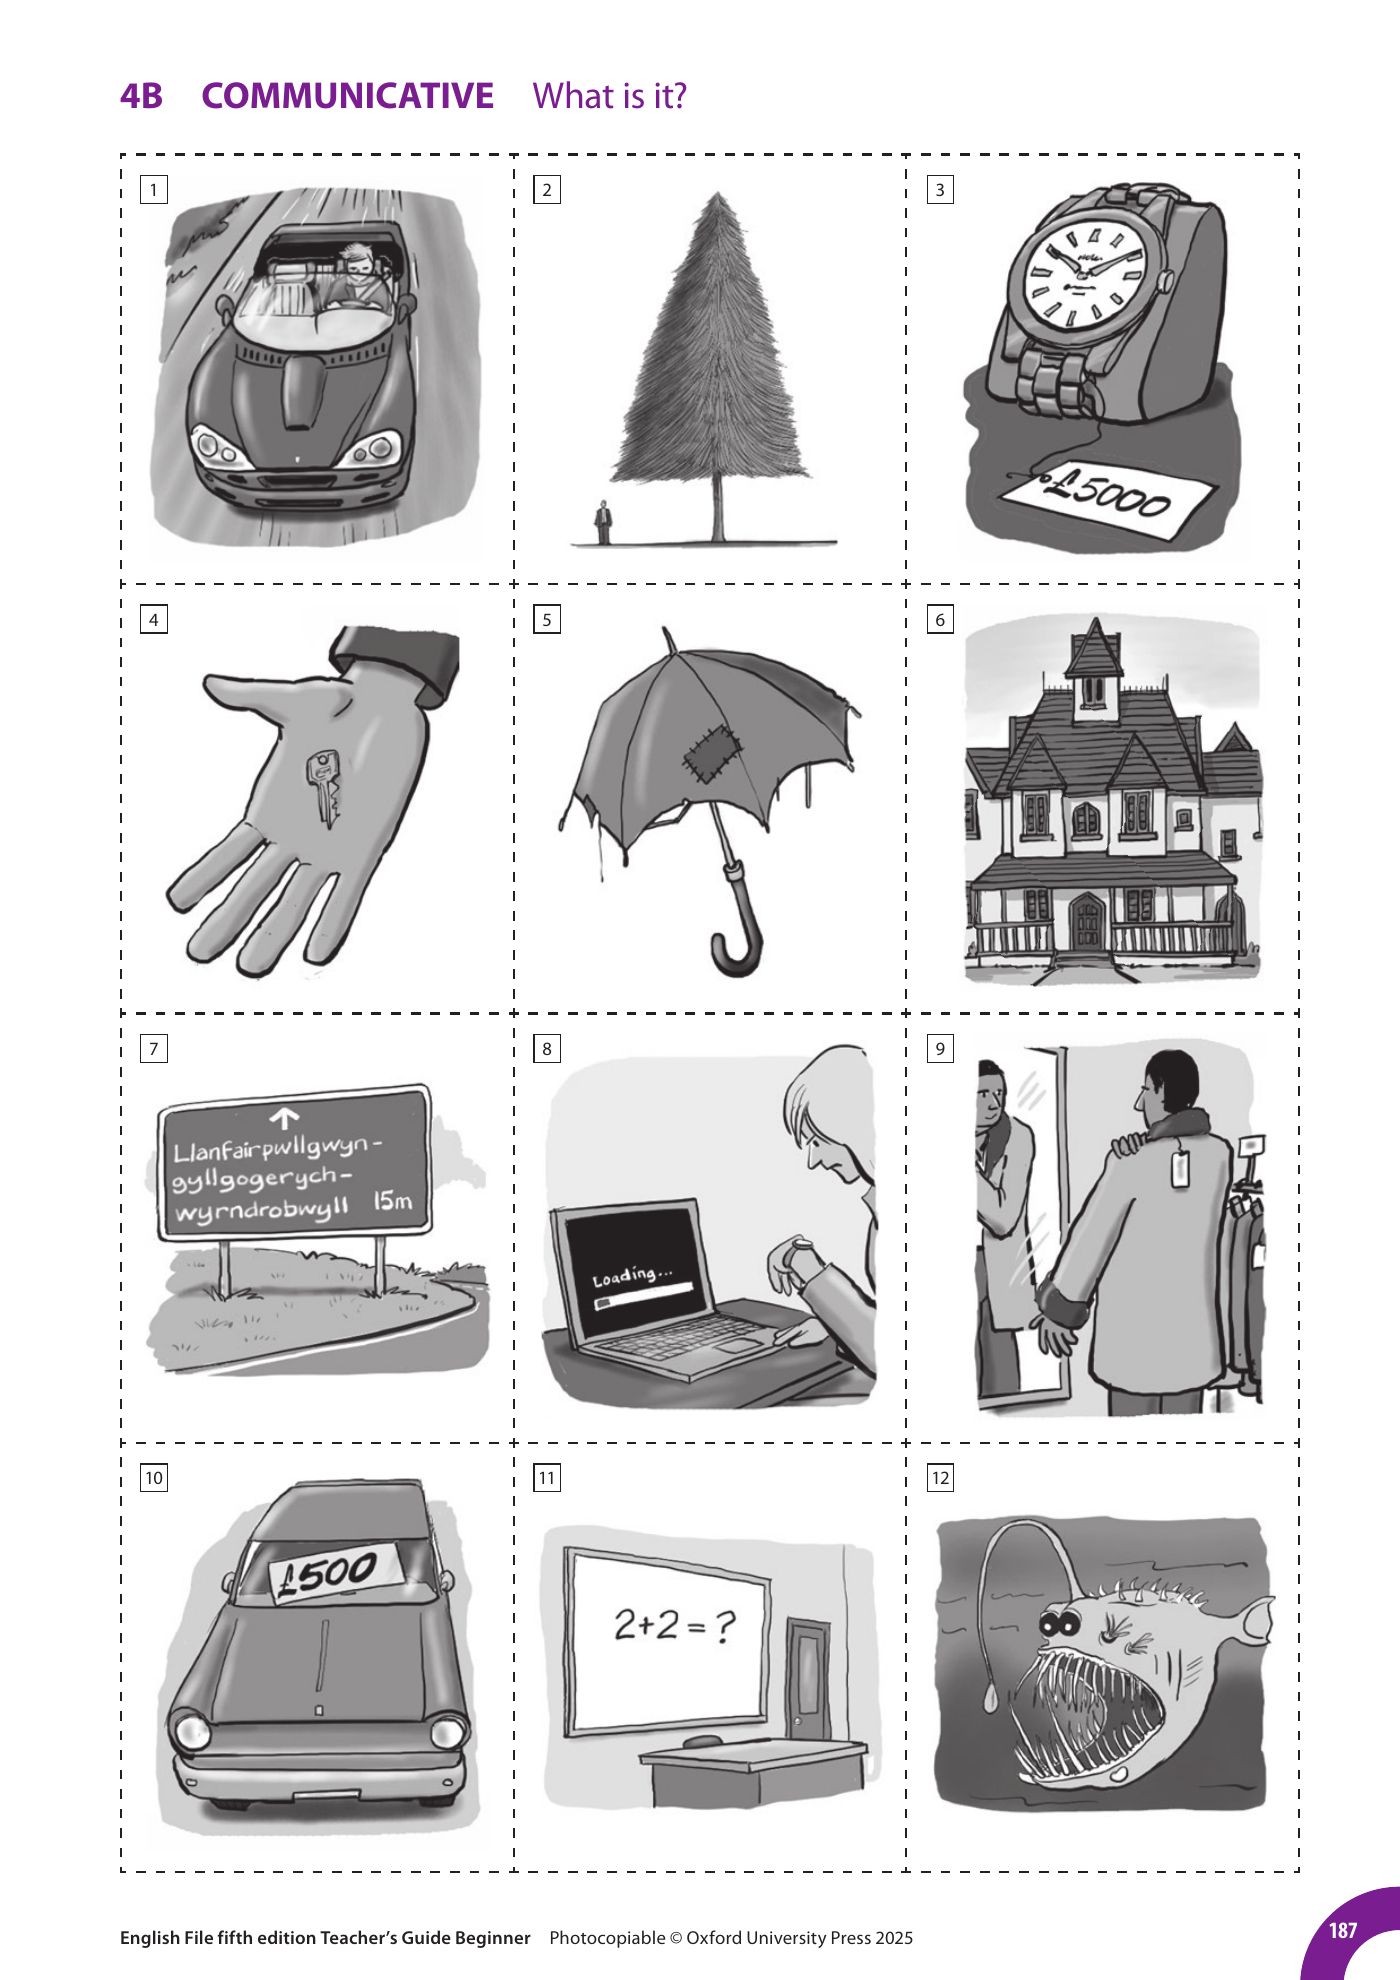 4B COMMUNICATIVE What is it?
1
2
3
£5000
4
5
6
7
Llanfairpwllgwyn-
gyllgogerych-
wyrndrobwyll 15m
8
Loading...
9
10
£500
11
2+2=?
12
English File fifth edition Teacher's Guide Beginner Photocopiable © Oxford University Press 2025
187